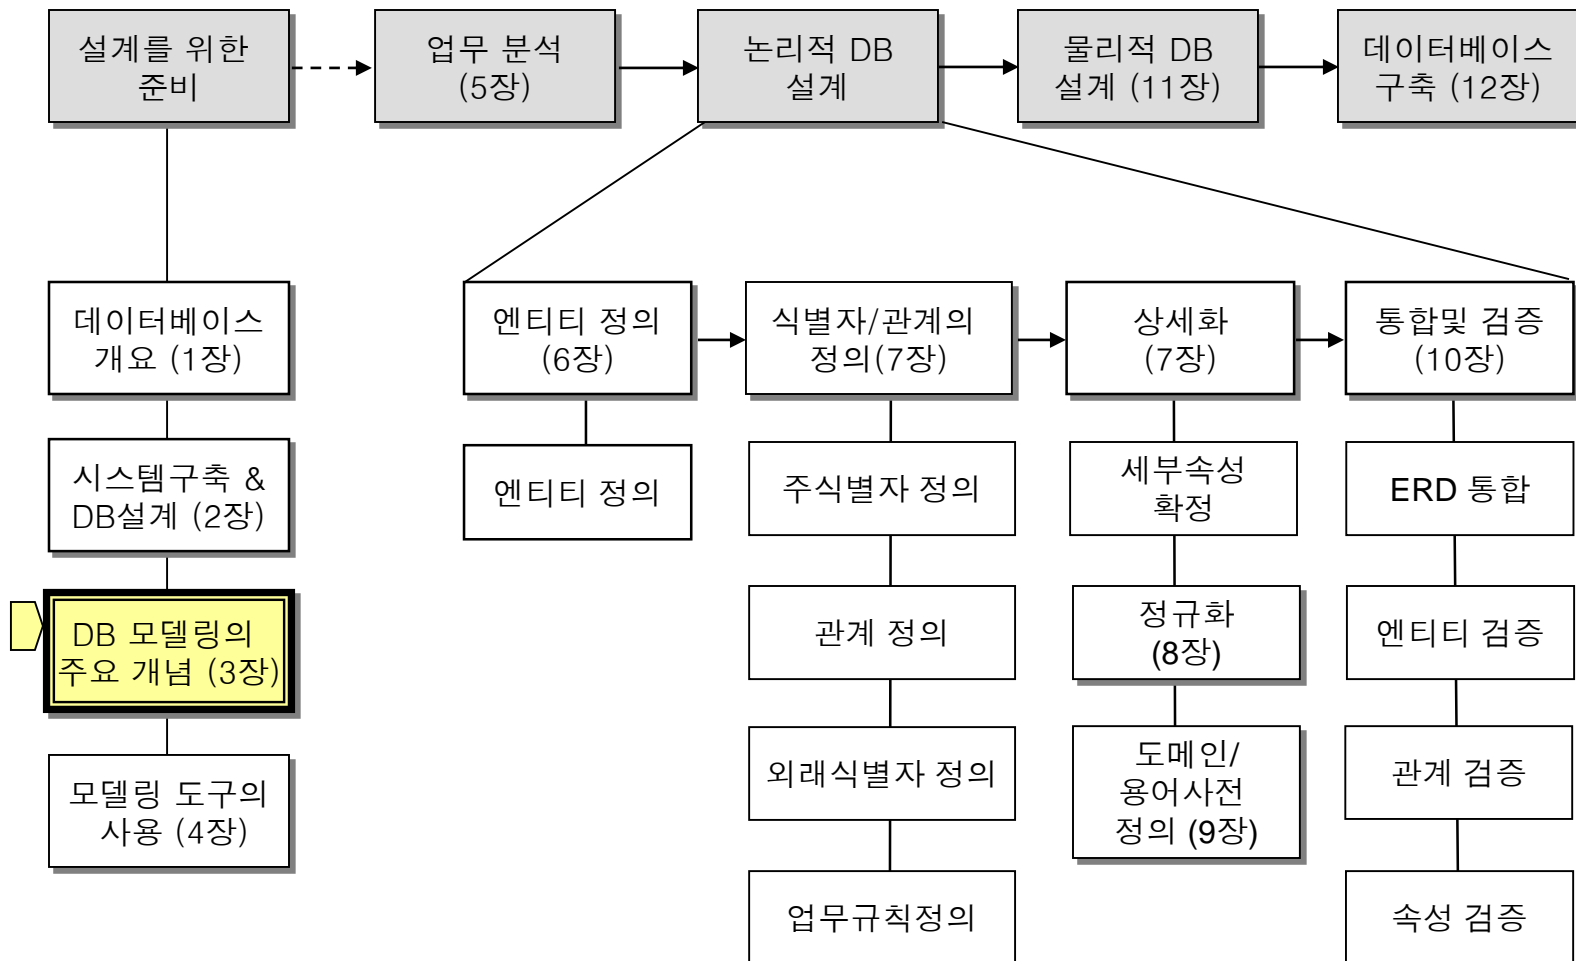 설계를 위한
준비
업무 분석
(5장)
논리적 DB
설계
물리적 DB
설계 (11장)
데이터베이스
구축 (12장)
데이터베이스
개요 (1장)
시스템구축 &
DB설계 (2장)
DB 모델링의
주요 개념 (3장)
모델링 도구의
사용 (4장)
엔티티 정의
(6장)
엔티티 정의
식별자/관계의
정의(7장)
주식별자 정의
관계 정의
외래식별자 정의
업무규칙정의
상세화
(7장)
세부속성
확정
정규화
(8장)
도메인/
용어사전
정의 (9장)
통합및 검증
(10장)
ERD 통합
엔티티 검증
관계 검증
속성 검증